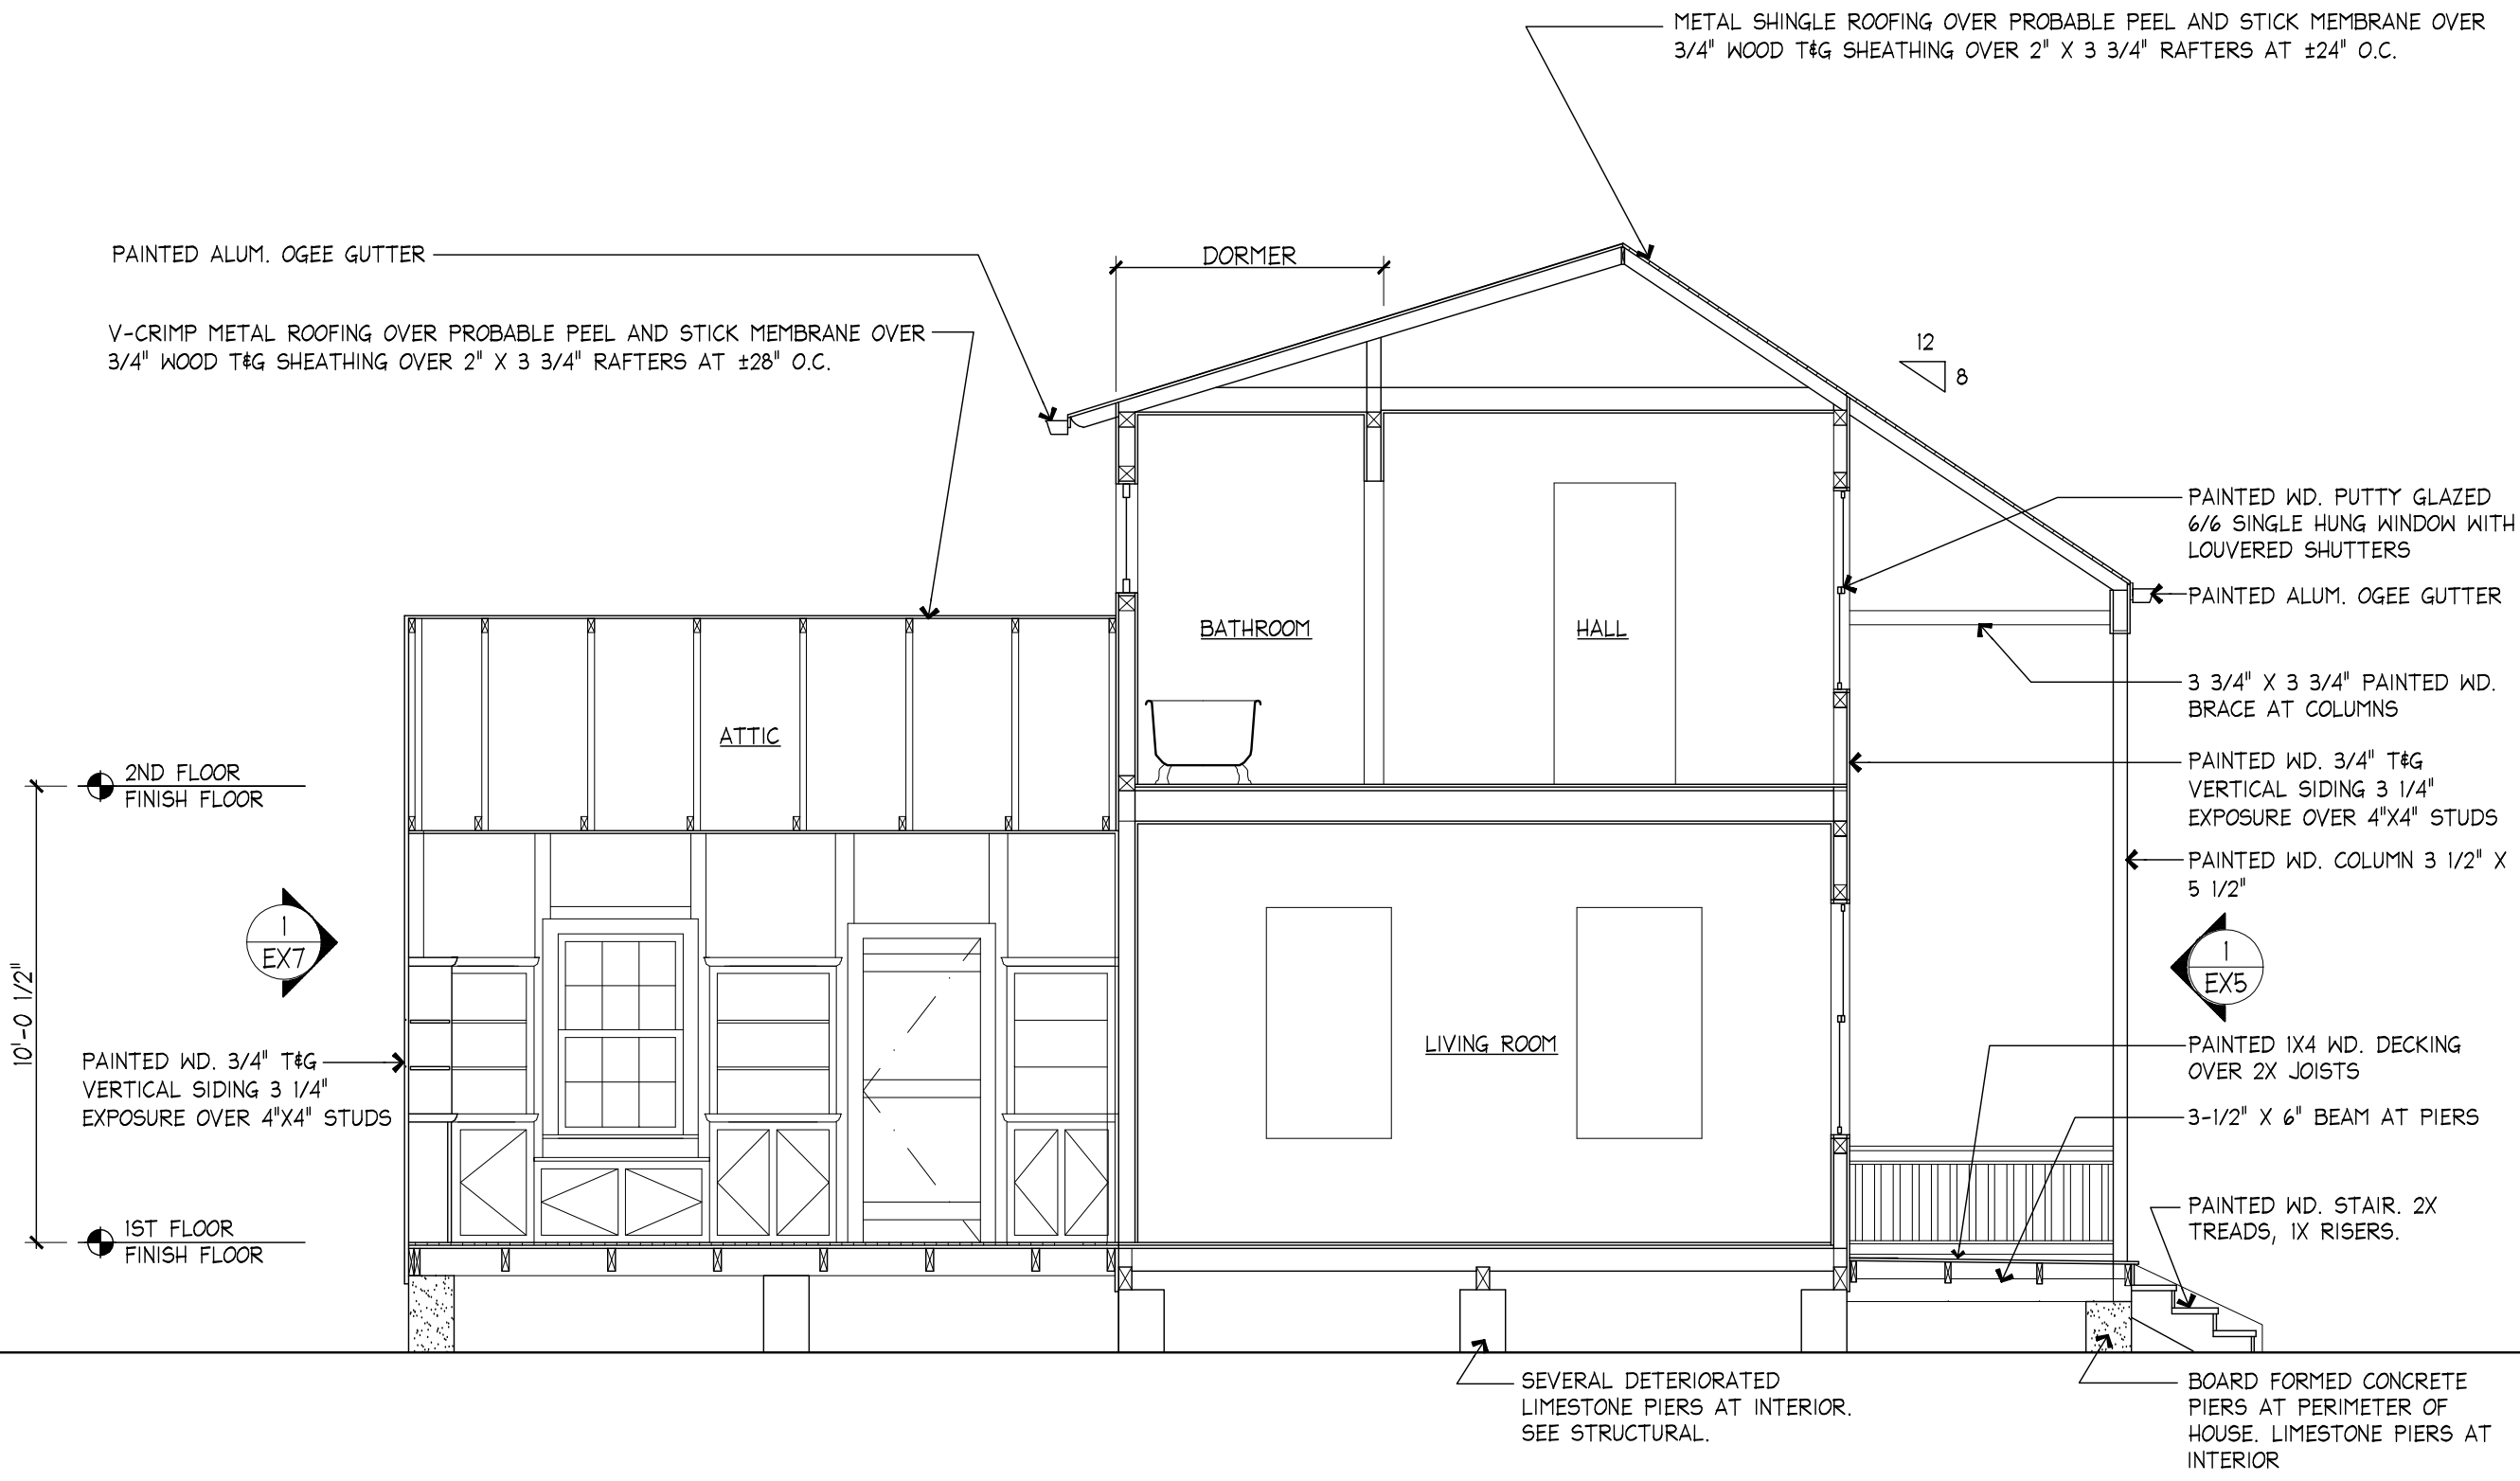 METAL SHINGLE ROOFING OVER PROBABLE PEEL AND STICK MEMBRANE OVER
3/4" WOOD T&G SHEATHING OVER 2" X 3 3/4" RAFTERS AT ±24" O.C.
PAINTED ALUM. OGEE GUTTER
DORMER
V-CRIMP METAL ROOFING OVER PROBABLE PEEL AND STICK MEMBRANE OVER
3/4" WOOD T&G SHEATHING OVER 2" X 3 3/4" RAFTERS AT ±28" O.C.
12
8
PAINTED WD. PUTTY GLAZED
6/6 SINGLE HUNG WINDOW WITH
LOUVERED SHUTTERS
PAINTED ALUM. OGEE GUTTER
BATHROOM
HALL
3 3/4" X 3 3/4" PAINTED WD.
BRACE AT COLUMNS
ATTIC
2ND FLOOR
FINISH FLOOR
PAINTED WD. 3/4" T&G
VERTICAL SIDING 3 1/4"
EXPOSURE OVER 4"X4" STUDS
PAINTED WD. COLUMN 3 1/2" X
5 1/2"
1
EX7
1
EX5
10'-0 1/2"
PAINTED WD. 3/4" T&G
VERTICAL SIDING 3 1/4"
EXPOSURE OVER 4"X4" STUDS
LIVING ROOM
PAINTED 1X4 WD. DECKING
OVER 2X JOISTS
3-1/2" X 6" BEAM AT PIERS
1ST FLOOR
FINISH FLOOR
PAINTED WD. STAIR. 2X
TREADS, 1X RISERS.
SEVERAL DETERIORATED
LIMESTONE PIERS AT INTERIOR.
SEE STRUCTURAL.
BOARD FORMED CONCRETE
PIERS AT PERIMETER OF
HOUSE. LIMESTONE PIERS AT
INTERIOR